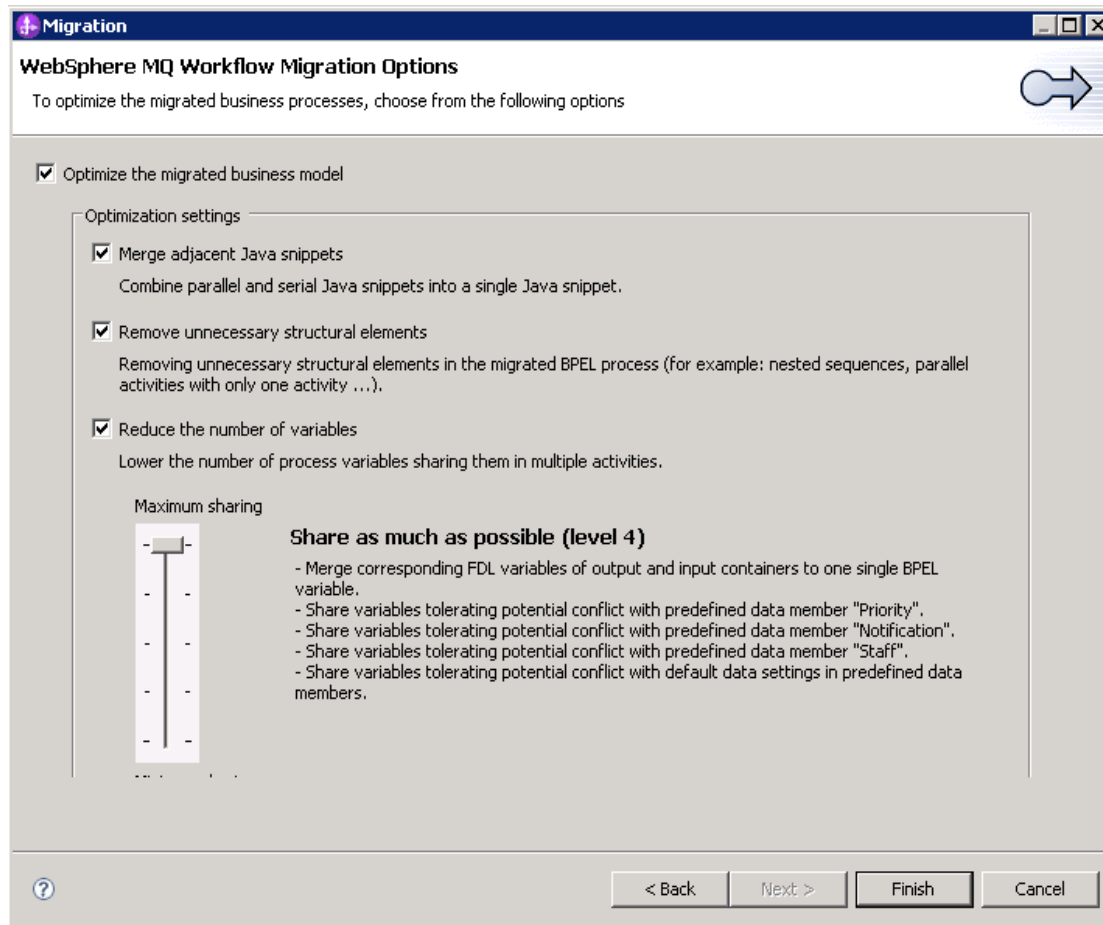 Migration
WebSphere MQ Workflow Migration Options
To optimize the migrated business processes, choose from the following options
Optimize the migrated business model
Optimization settings
Merge adjacent Java snippets
Combine parallel and serial Java snippets into a single Java snippet.
Remove unnecessary structural elements
Removing unnecessary structural elements in the migrated BPEL process (for example: nested sequences, parallel
activities with only one activity ...).
Reduce the number of variables
Lower the number of process variables sharing them in multiple activities.
Maximum sharing
Share as much as possible (level 4)
- Merge corresponding FDL variables of output and input containers to one single BPEL
variable.
- Share variables tolerating potential conflict with predefined data member "Priority".
- Share variables tolerating potential conflict with predefined data member "Notification".
- Share variables tolerating potential conflict with predefined data member "Staff".
- Share variables tolerating potential conflict with default data settings in predefined data
members.
< Back
Next >
Finish
Cancel